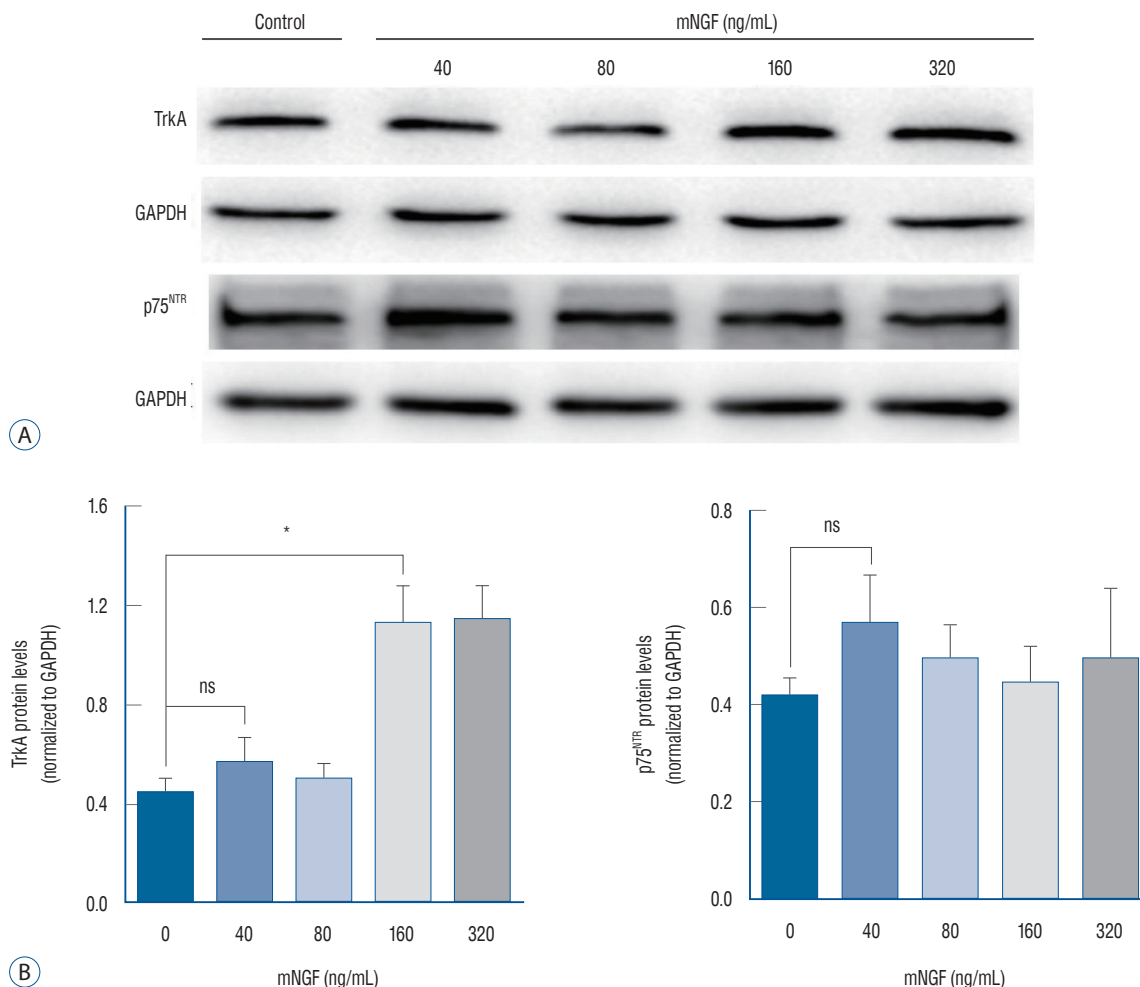 Control mNGF (ng/mL)
40 80 160 320
TrkA
GAPDH
p75NTR
GAPDH
A
1.6
1.2
0.8
0.4
0.0
TrkA protein levels
(normalized to GAPDH)
*
ns
0 40 80 160 320
mNGF (ng/mL)
0.8
0.6
0.4
0.2
0.0
p75NTR protein levels
(normalized to GAPDH)
ns
0 40 80 160 320
mNGF (ng/mL)
B